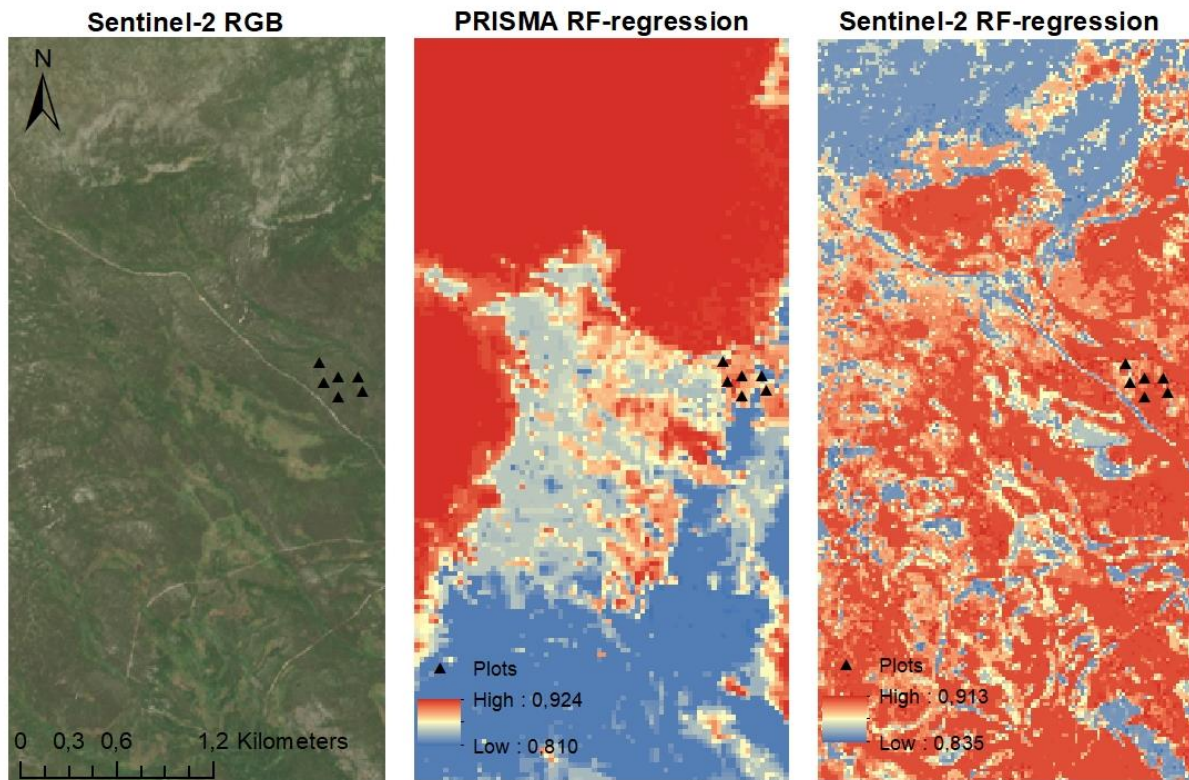 Sentinel-2 RGB
PRISMA RF-regression
Sentinel-2 RF-regression
N
Plots
High : 0,924
Low : 0,810
Plots
High : 0,913
Low : 0,835
0 0,3 0,6 1,2 Kilometers